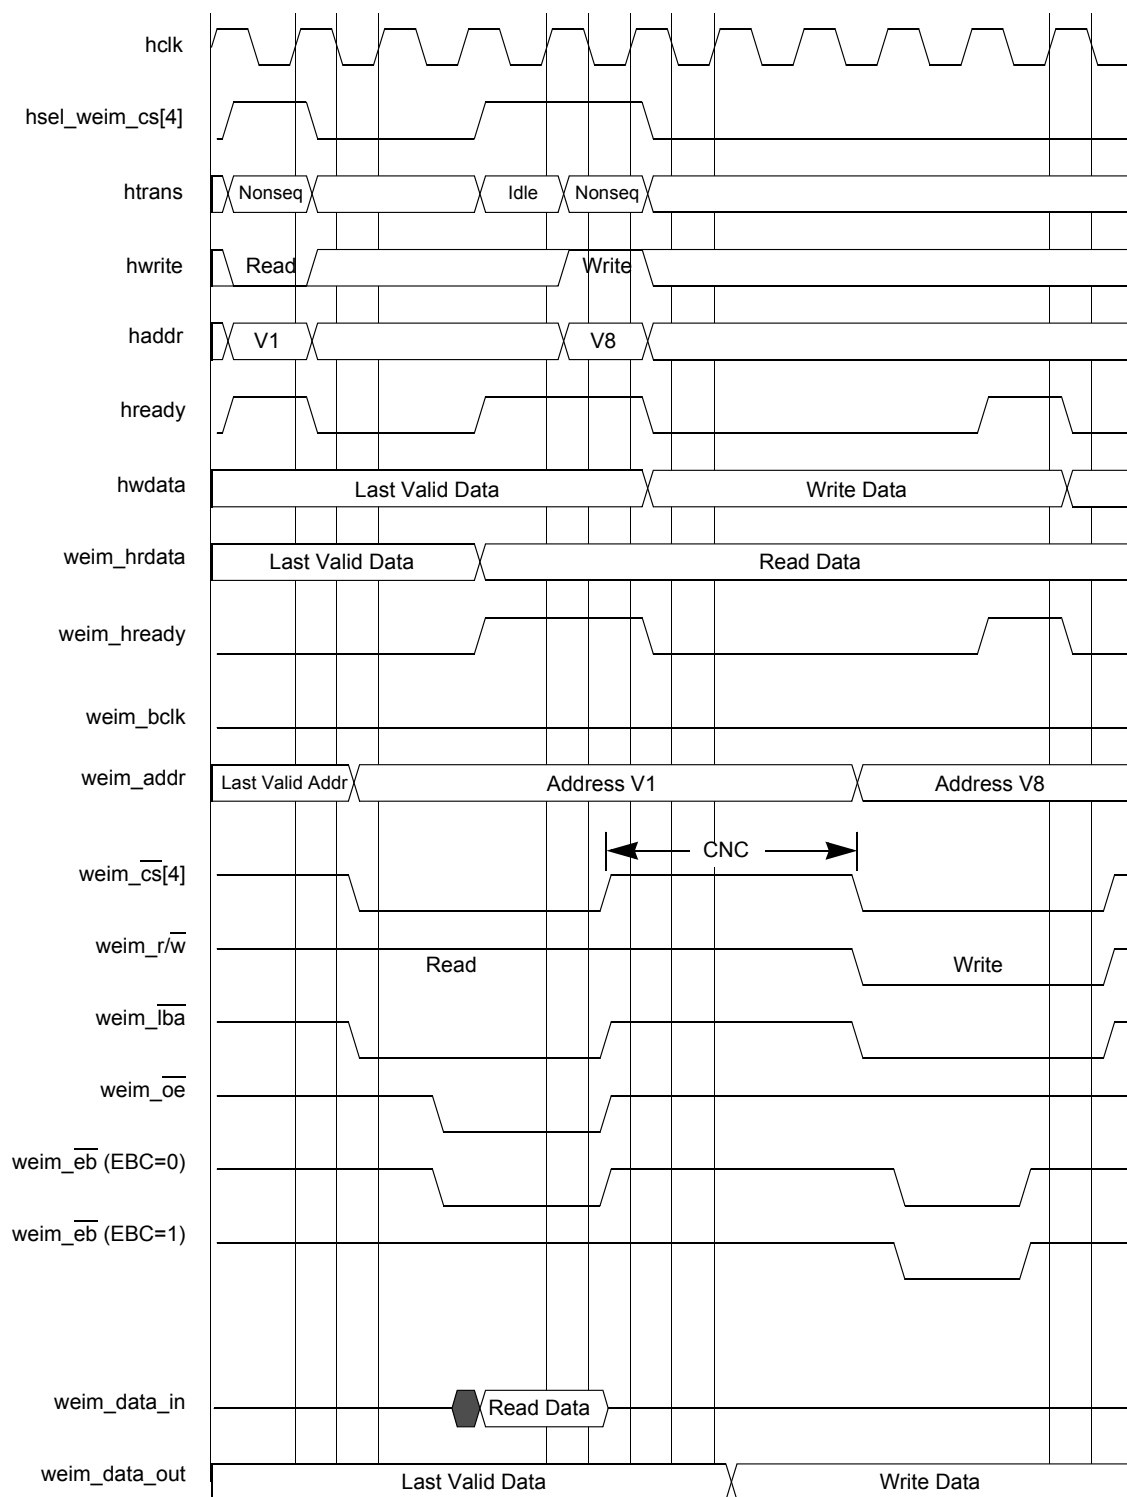 hclk
hsel_weim_cs[4]
htrans Nonseq Idle Nonseq
hwrite Read Write
haddr V1 V8
hready
hwdata Last Valid Data Write Data
weim_hrdata Last Valid Data Read Data
weim_hready
weim_bclk
weim_addr Last Valid Addr Address V1 Address V8
CNC
weim_cs[4]
weim_r/w Read Write
weim_lba
weim_oe
weim_eb (EBC=0)
weim_eb (EBC=1)
weim_data_in Read Data
weim_data_out Last Valid Data Write Data